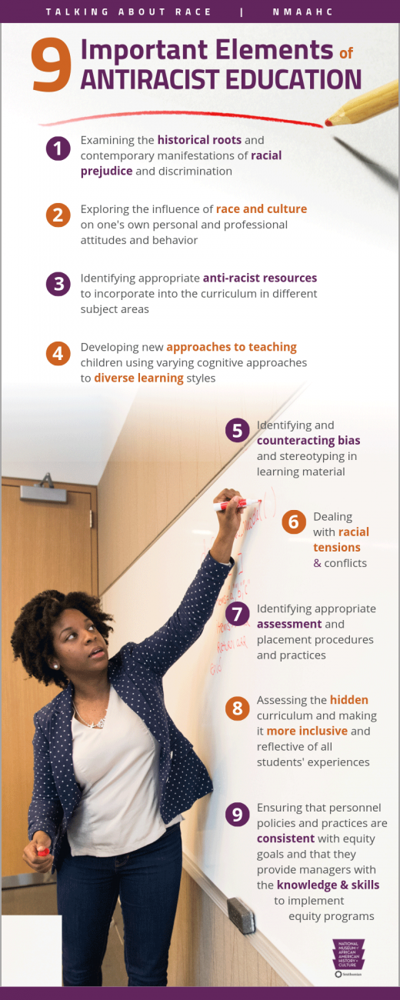 TALKING ABOUT RACE | NMAAHC
9 Important Elements of
ANTIRACIST EDUCATION
1 Examining the historical roots and
contemporary manifestations of racial
prejudice and discrimination
2 Exploring the influence of race and culture
on one's own personal and professional
attitudes and behavior
3 Identifying appropriate anti-racist resources
to incorporate into the curriculum in different
subject areas
4 Developing new approaches to teaching
children using varying cognitive approaches
to diverse learning styles
5 Identifying and
counteracting bias
and stereotyping in
learning material
6 Dealing
with racial
tensions
& conflicts
7 Identifying appropriate
assessment and
placement procedures
and practices
8 Assessing the hidden
curriculum and making
it more inclusive and
reflective of all
students' experiences
9 Ensuring that personnel
policies and practices are
consistent with equity
goals and that they
provide managers with
the knowledge & skills
to implement
equity programs
NATIONAL
MUSEUM of
AFRICAN
AMERICAN
HISTORY &
CULTURE
Smithsonian